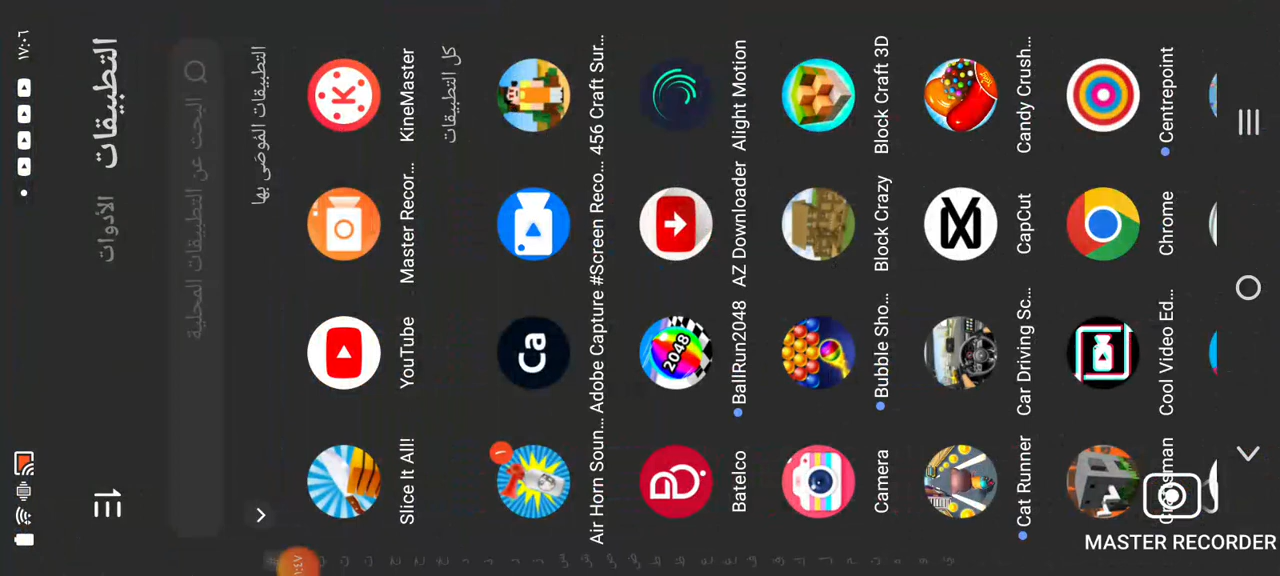 ١٧:٠٦
التطبيقات
الأدوات
البحث عن التطبيقات المحلية
التطبيقات الموصى بها
KineMaster
Master Recor...
YouTube
Slice It All!
كل التطبيقات
456 Craft Sur...
#Screen Reco...
Adobe Capture
Air Horn Soun...
Alight Motion
AZ Downloader
BallRun2048
Batelco
Block Craft 3D
Block Crazy
Bubble Sho...
Camera
Candy Crush...
CapCut
Car Driving Sc...
Cat Runner
Centrepoint
Chrome
Cool Video Ed...
MASTER RECORDER